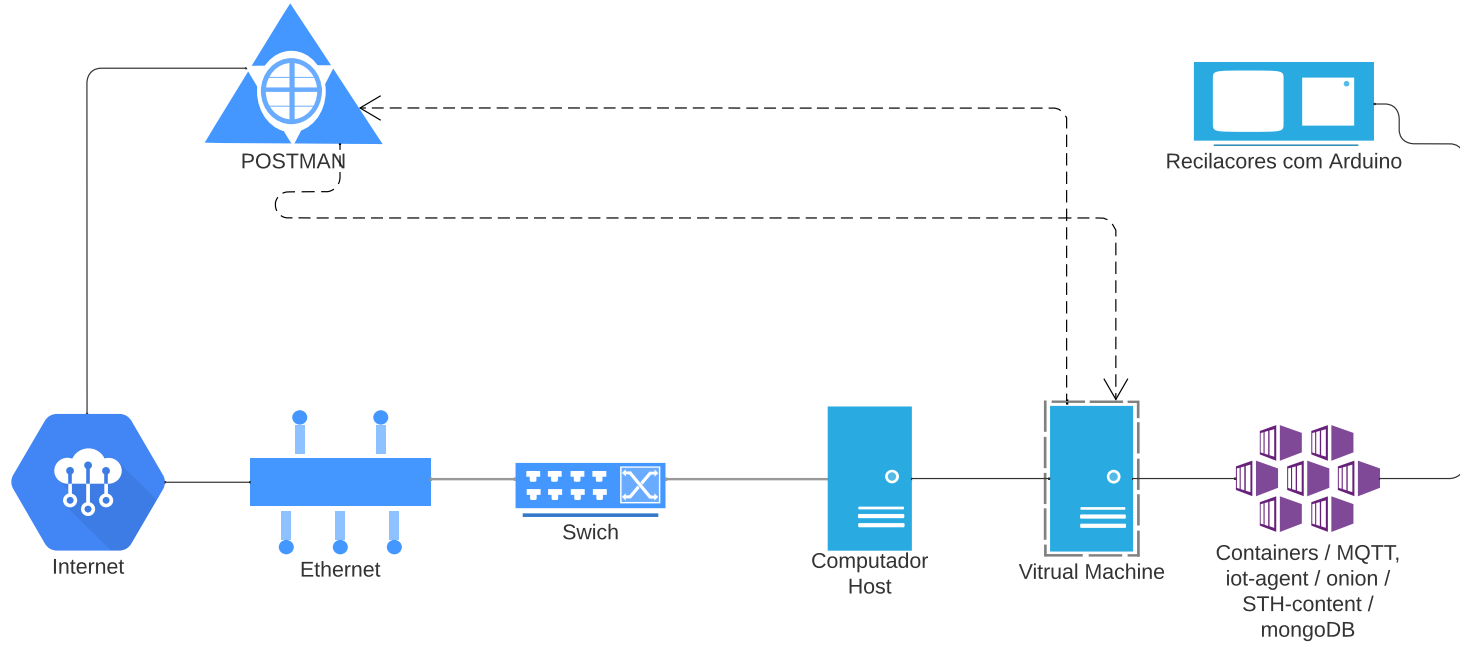 POSTMAN
Recilacores com Arduino
Internet
Ethernet
Swich
Computador
Host
Vitrual Machine
Containers / MQTT,
iot-agent / onion /
STH-content /
mongoDB